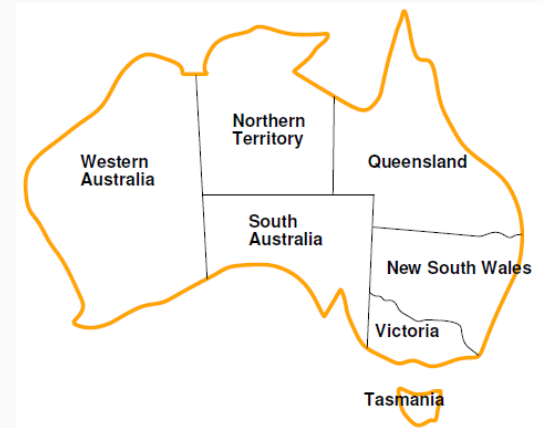 Northern
Territory
Western
Australia
Queensland
South
Australia
New South Wales
Victoria
Tasmania